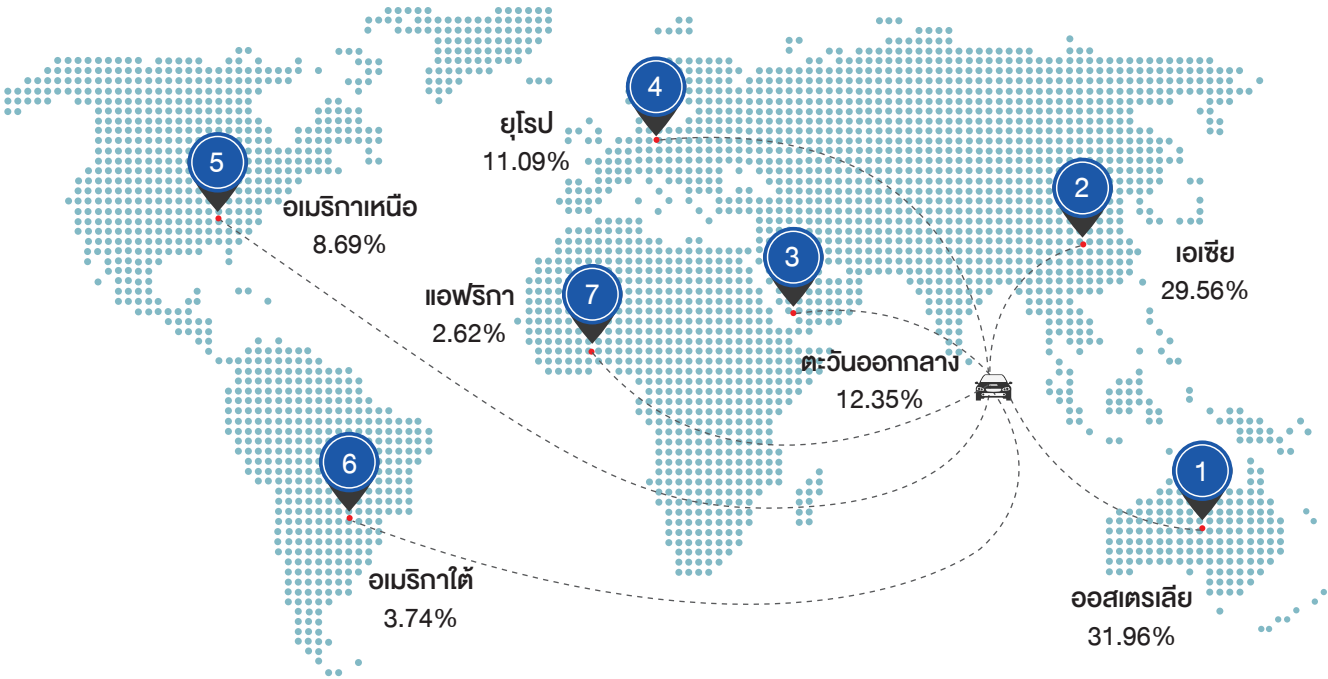 4
ยุโรป
11.09%
5
อเมริกาเหนือ
8.69%
2
เอเซีย
29.56%
3
ตะวันออกกลาง
12.35%
7
แอฟริกา
2.62%
6
อเมริกาใต้
3.74%
1
ออสเตรเลีย
31.96%